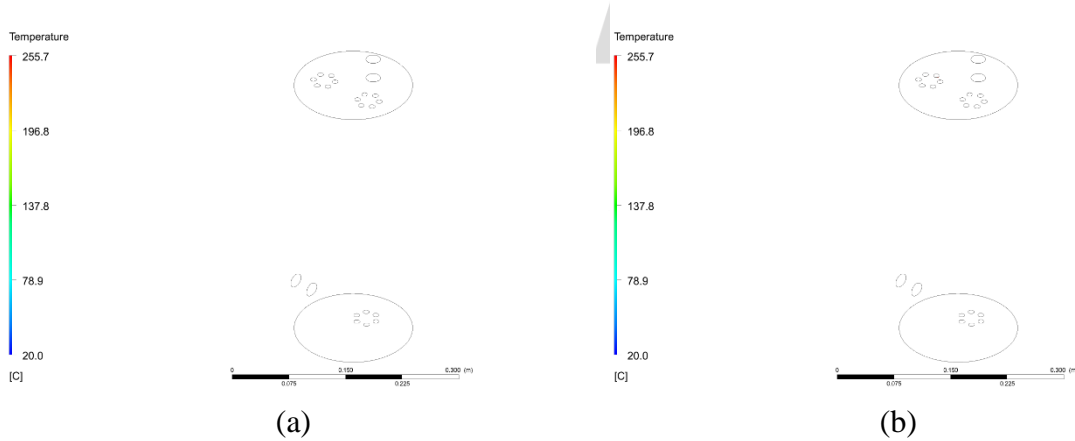 Temperature
255.7
196.8
137.8
78.9
20.0
[C]
0 0.150 0.300 (m)
0.075 0.225
(a)
Temperature
255.7
196.8
137.8
78.9
20.0
[C]
0 0.150 0.300 (m)
0.075 0.225
(b)